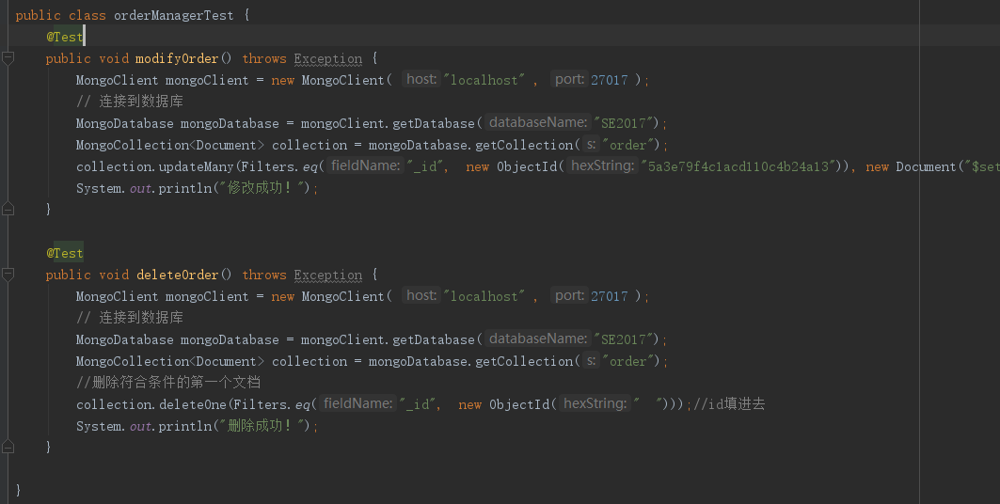 public class orderManagerTest {
@Test
public void modifyOrder() throws Exception {
MongoClient mongoClient = new MongoClient( host: "localhost" , port: 27017 );
// 连接到数据库
MongoDatabase mongoDatabase = mongoClient.getDatabase( databaseName: "SE2017");
MongoCollection<Document> collection = mongoDatabase.getCollection( s: "order");
collection.updateMany(Filters.eq( fieldName: "_id", new ObjectId( hexString: "5a3e79f4c1acd110c4b24a13")), new Document("$set
System.out.println("修改成功!");
}
@Test
public void deleteOrder() throws Exception {
MongoClient mongoClient = new MongoClient( host: "localhost" , port: 27017 );
// 连接到数据库
MongoDatabase mongoDatabase = mongoClient.getDatabase( databaseName: "SE2017");
MongoCollection<Document> collection = mongoDatabase.getCollection( s: "order");
//删除符合条件的第一个文档
collection.deleteOne(Filters.eq( fieldName: "_id", new ObjectId( hexString: "  ")));//id填进去
System.out.println("删除成功!");
}
}